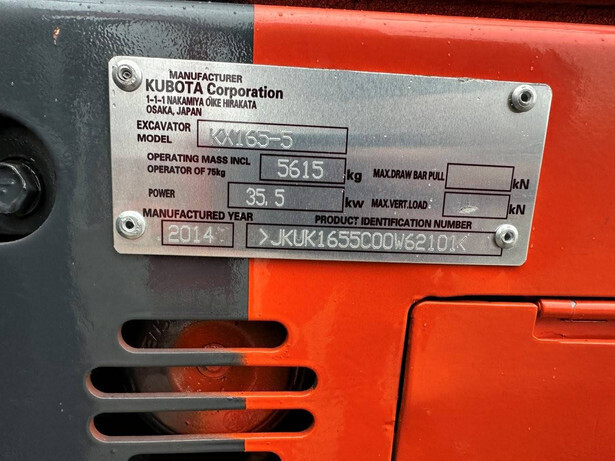 MANUFACTURER
KUBOTA Corporation
1-1-1 NAKAMIYA OIKE HIRAKATA
OSAKA, JAPAN
EXCAVATOR MODEL KX165-5
OPERATING MASS INCL OPERATOR OF 75kg 5615 kg MAX.DRAW BAR PULL kN
POWER 35.5 kw MAX.VERT.LOAD kN
MANUFACTURED YEAR PRODUCT IDENTIFICATION NUMBER
2014 >JKUK1655C00W62101<